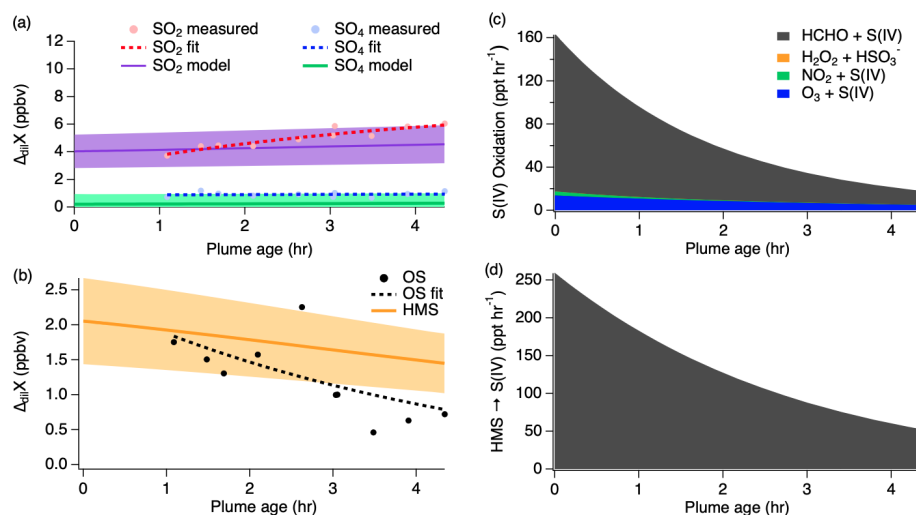 (a)
SO₂ measured
SO₂ fit
SO₂ model
SO₄ measured
SO₄ fit
SO₄ model
12
10
8
6
4
2
0
Δ_dil X (ppbv)
0 1 2 3 4
Plume age (hr)
(b)
OS
OS fit
HMS
2.5
2.0
1.5
1.0
0.5
0.0
Δ_dil X (ppbv)
0 1 2 3 4
Plume age (hr)
(c)
HCHO + S(IV)
H₂O₂ + HSO₃⁻
NO₂ + S(IV)
O₃ + S(IV)
160
120
80
40
0
S(IV) Oxidation (ppt hr⁻¹)
0 1 2 3 4
Plume age (hr)
(d)
250
200
150
100
50
0
HMS → S(IV) (ppt hr⁻¹)
0 1 2 3 4
Plume age (hr)